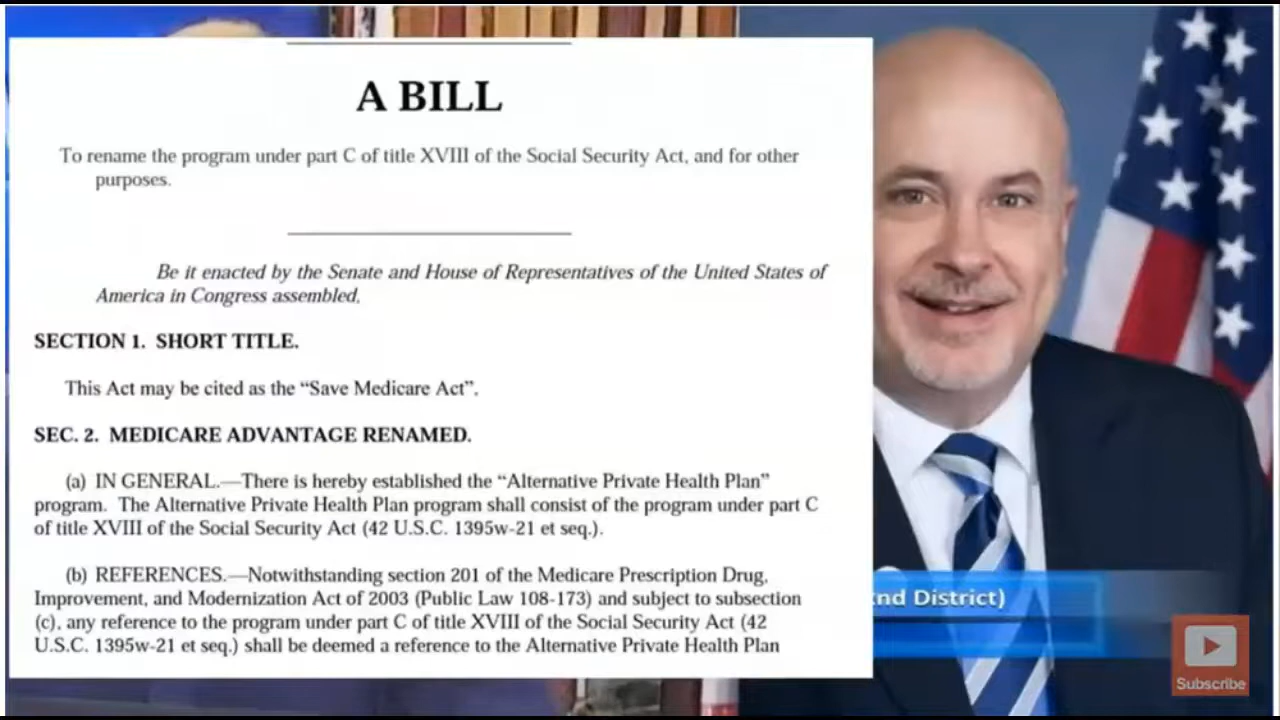 A BILL
To rename the program under part C of title XVIII of the Social Security Act, and for other
purposes.
Be it enacted by the Senate and House of Representatives of the United States of
America in Congress assembled,
SECTION 1. SHORT TITLE.
This Act may be cited as the “Save Medicare Act”.
SEC. 2. MEDICARE ADVANTAGE RENAMED.
(a) IN GENERAL.—There is hereby established the “Alternative Private Health Plan”
program. The Alternative Private Health Plan program shall consist of the program under part C
of title XVIII of the Social Security Act (42 U.S.C. 1395w-21 et seq.).
(b) REFERENCES.—Notwithstanding section 201 of the Medicare Prescription Drug,
Improvement, and Modernization Act of 2003 (Public Law 108-173) and subject to subsection
(c), any reference to the program under part C of title XVIII of the Social Security Act (42
U.S.C. 1395w-21 et seq.) shall be deemed a reference to the Alternative Private Health Plan
nd District)
Subscribe